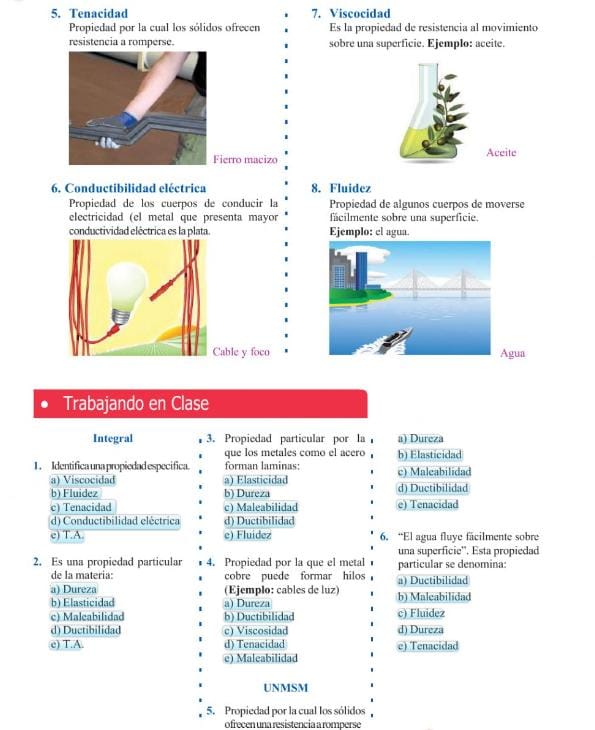 5. Tenacidad
Propiedad por la cual los sólidos ofrecen
resistencia a romperse.
Fierro macizo
6. Conductibilidad eléctrica
Propiedad de los cuerpos de conducir la
electricidad (el metal que presenta mayor
conductividad eléctrica es la plata.
Cable y foco
7. Viscocidad
Es la propiedad de resistencia al movimiento
sobre una superficie. Ejemplo: aceite.
Aceite
8. Fluidez
Propiedad de algunos cuerpos de moverse
fácilmente sobre una superficie.
Ejemplo: el agua.
Agua
• Trabajando en Clase
Integral
1. Identifica una propiedad especifica.
a) Viscocidad
b) Fluidez
c) Tenacidad
d) Conductibilidad eléctrica
e) T.A.
2. Es una propiedad particular
de la materia:
a) Dureza
b) Elasticidad
c) Maleabilidad
d) Ductibilidad
e) T.A.
3. Propiedad particular por la
que los metales como el acero
forman laminas:
a) Elasticidad
b) Dureza
c) Maleabilidad
d) Ductibilidad
e) Fluidez
4. Propiedad por la que el metal
cobre puede formar hilos
(Ejemplo: cables de luz)
a) Dureza
b) Ductibilidad
c) Viscosidad
d) Tenacidad
e) Maleabilidad
UNMSM
5. Propiedad por la cual los sólidos
ofrecen una resistencia a romperse
a) Dureza
b) Elasticidad
c) Maleabilidad
d) Ductibilidad
e) Tenacidad
6. “El agua fluye fácilmente sobre
una superficie”. Esta propiedad
particular se denomina:
a) Ductibilidad
b) Maleabilidad
c) Fluidez
d) Dureza
e) Tenacidad